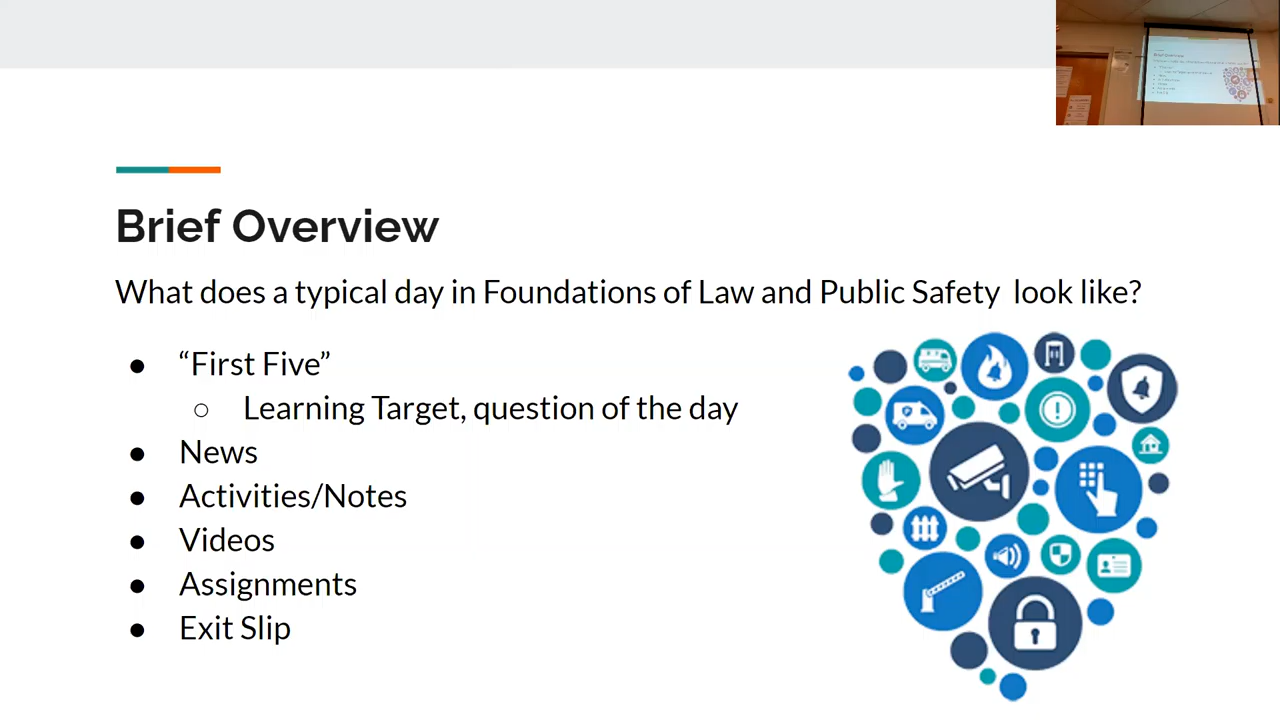 Brief Overview
What does a typical day in Foundations of Law and Public Safety look like?
● “First Five”
○ Learning Target, question of the day
● News
● Activities/Notes
● Videos
● Assignments
● Exit Slip